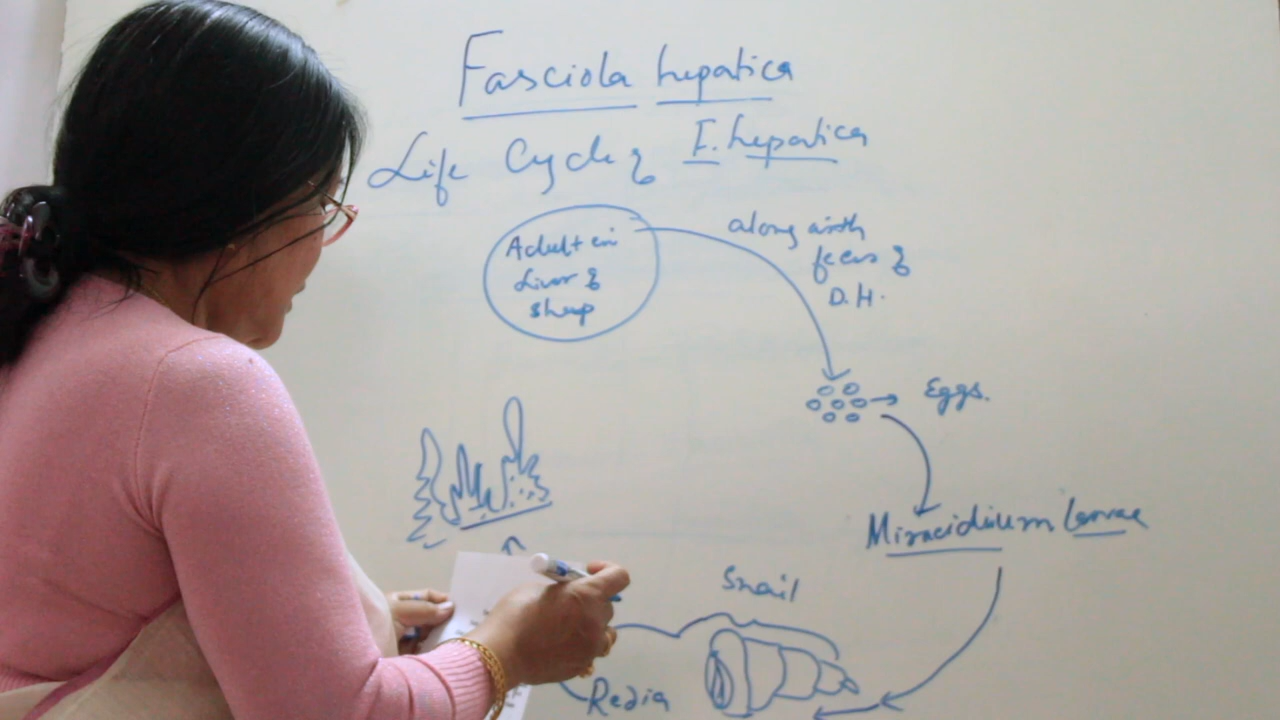 Fasciola hepatica
Life Cycle of F. hepatica
Adult in
Liver of
sheep
along with
feces of
D.H.
Eggs.
Miracidium Larvae
Snail
Redia